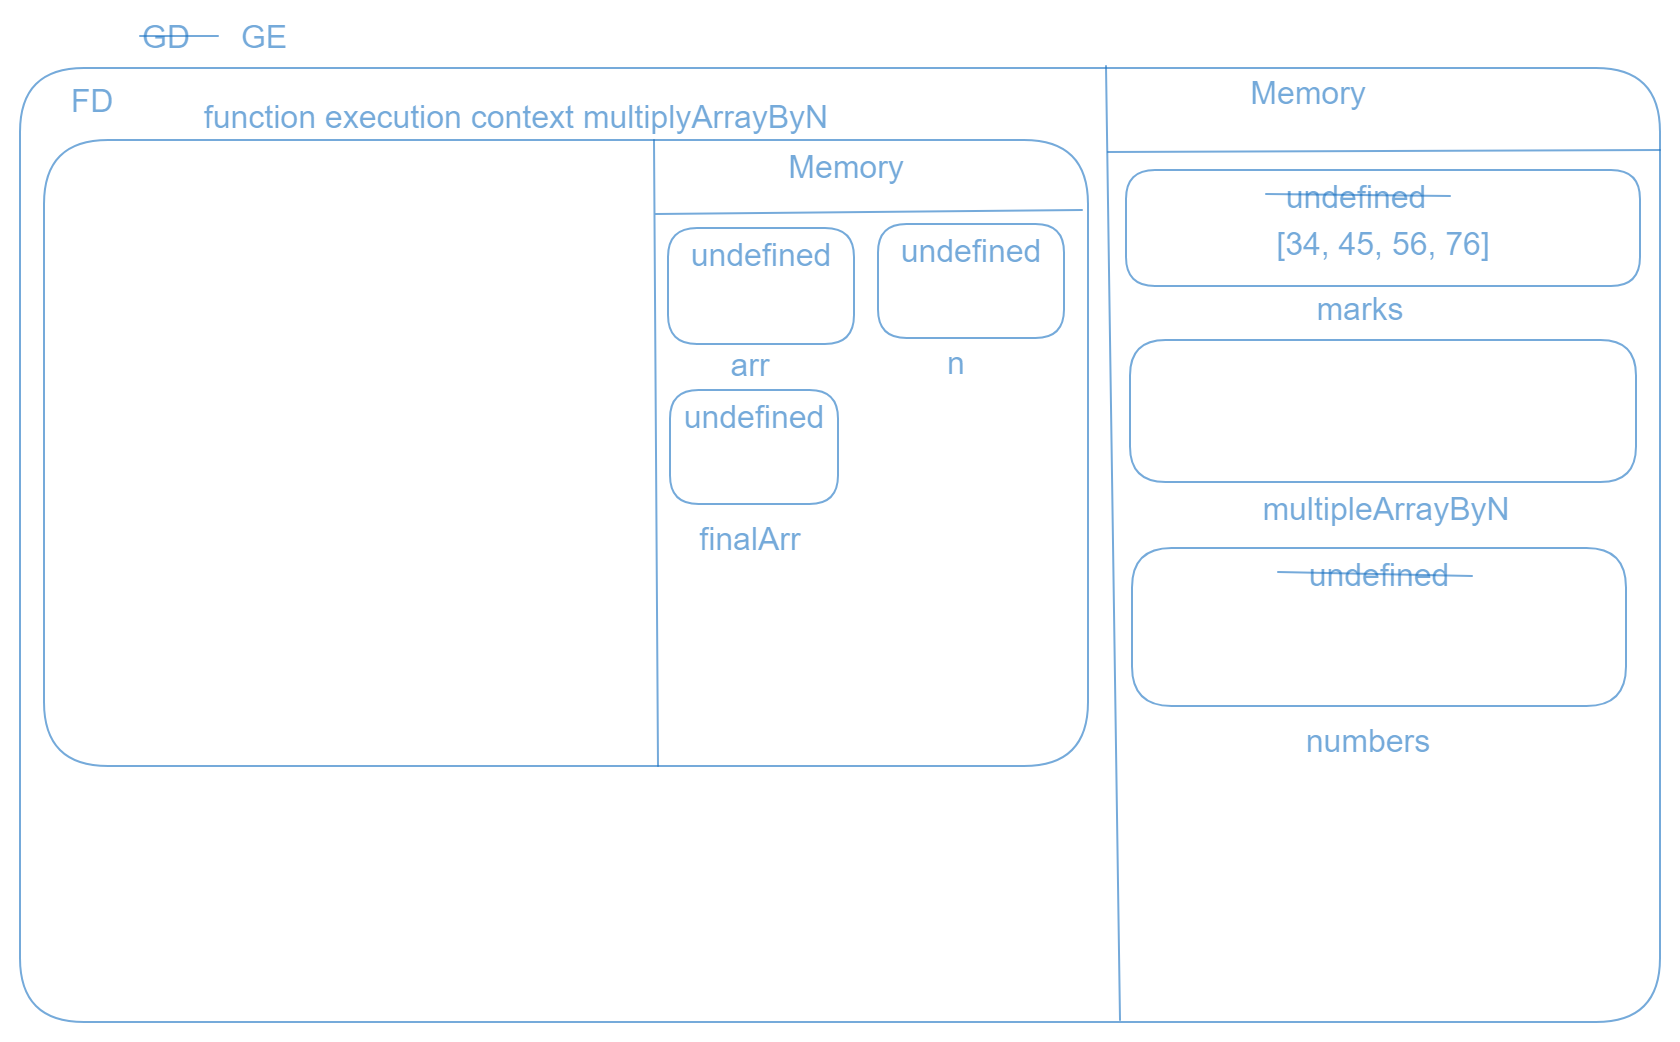 GD GE
FD
function execution context multiplyArrayByN
Memory
undefined
undefined
arr
n
undefined
finalArr
Memory
undefined
[34, 45, 56, 76]
marks
multipleArrayByN
undefined
numbers